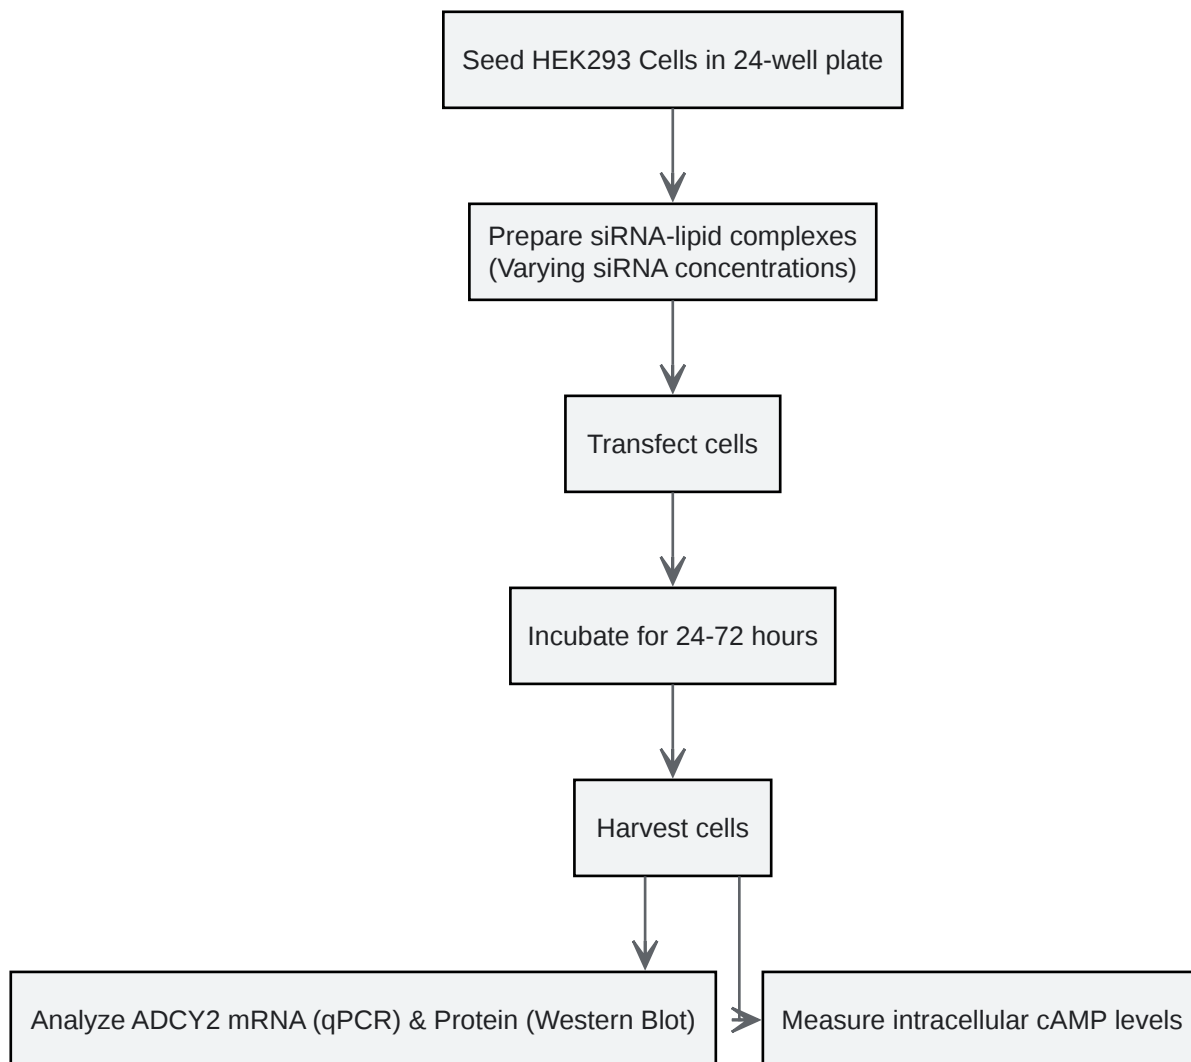 Seed HEK293 Cells in 24-well plate
Prepare siRNA-lipid complexes
(Varying siRNA concentrations)
Transfect cells
Incubate for 24-72 hours
Harvest cells
Analyze ADCY2 mRNA (qPCR) & Protein (Western Blot)
Measure intracellular cAMP levels